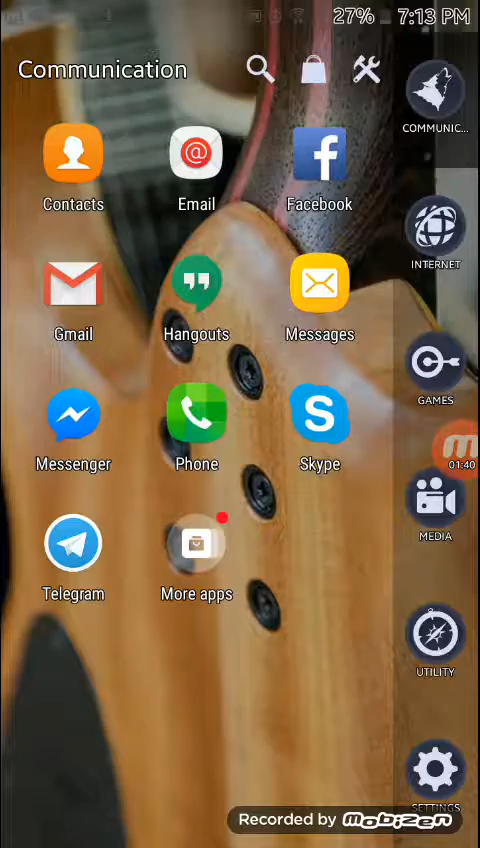 27% 7:13 PM
Communication
COMMUNIC...
Contacts
Email
Facebook
INTERNET
Gmail
Hangouts
Messages
GAMES
Messenger
Phone
Skype
01:40
MEDIA
Telegram
More apps
UTILITY
SETTINGS
Recorded by mobizen